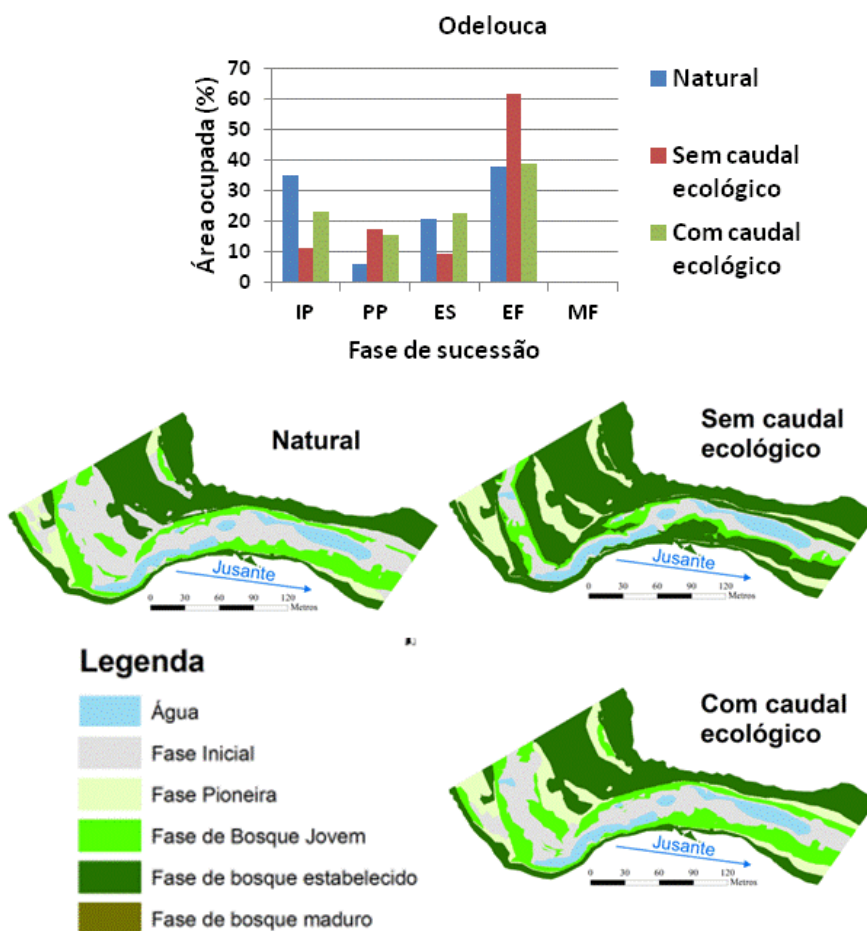 Odelouca
Área ocupada (%)
70
60
50
40
30
20
10
0
IP PP ES EF MF
Fase de sucessão
Natural
Sem caudal
ecológico
Com caudal
ecológico
Natural
Jusante
0 30 60 90 120
Metros
Sem caudal
ecológico
Jusante
0 30 60 90 120
Metros
Legenda
Água
Fase Inicial
Fase Pioneira
Fase de Bosque Jovem
Fase de bosque estabelecido
Fase de bosque maduro
Com caudal
ecológico
Jusante
0 30 60 90 120
Metros